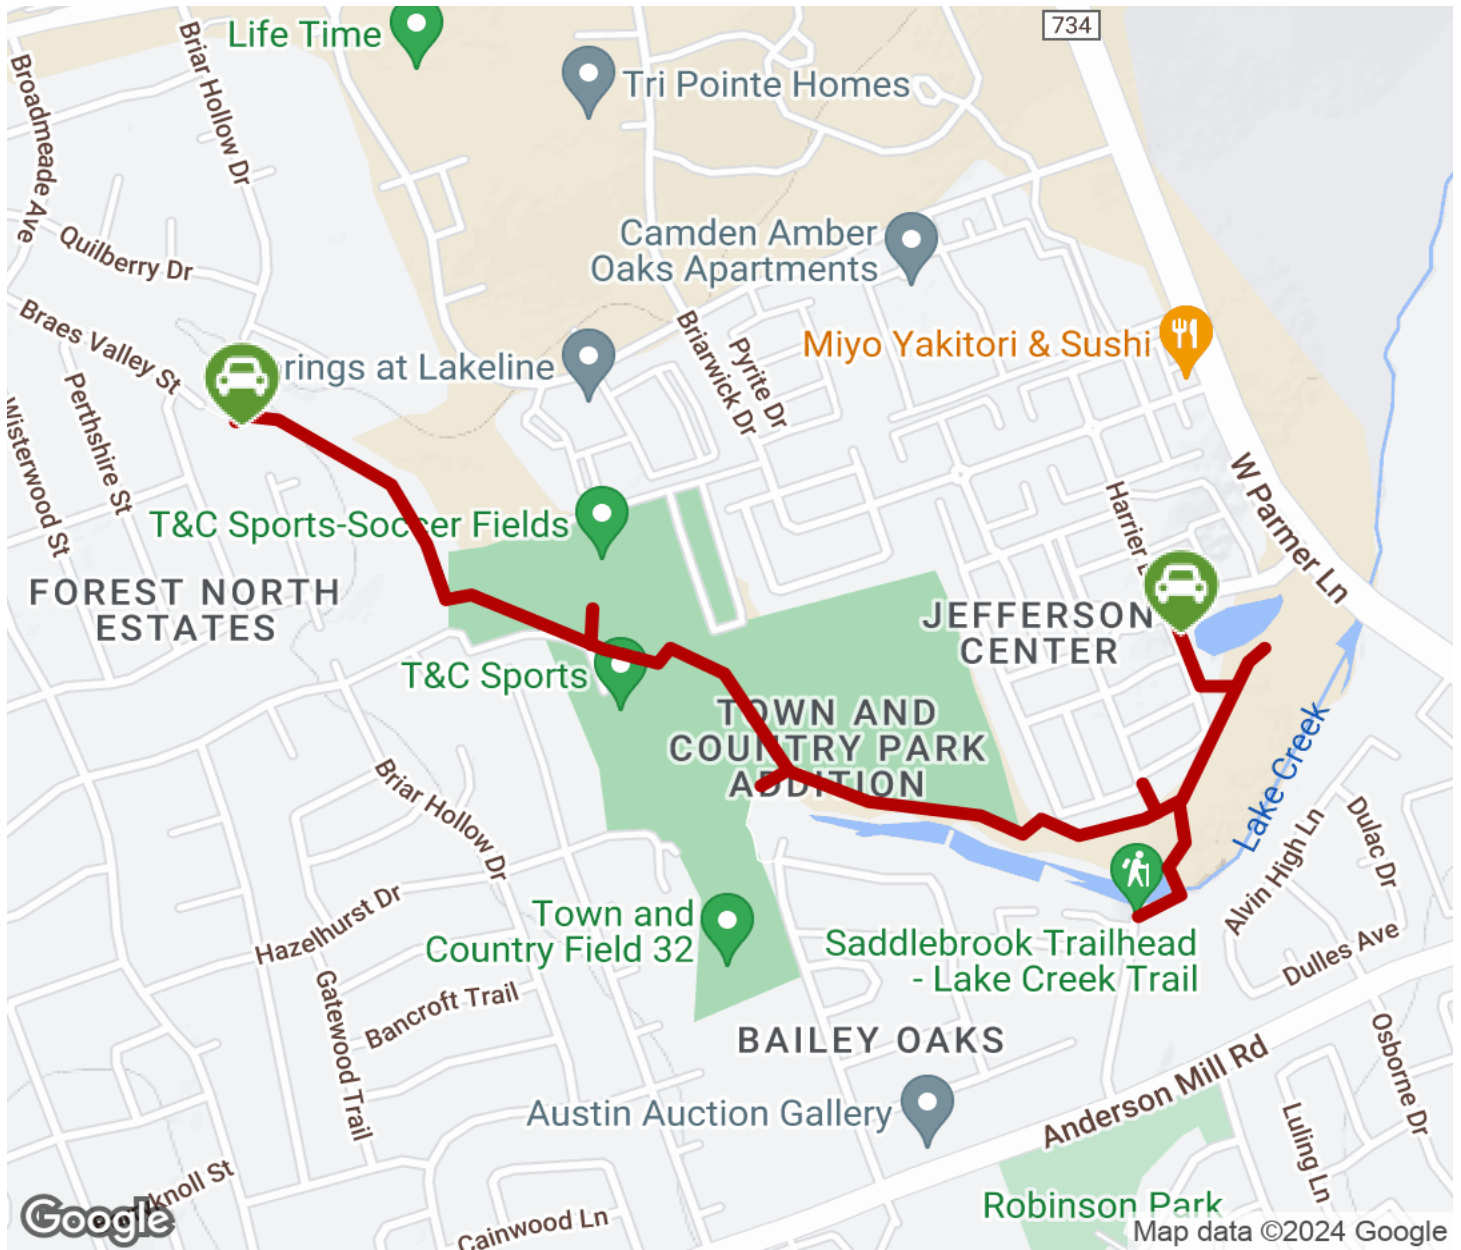 Life Time
734
Tri Pointe Homes
Broadmeade Ave
Briar Hollow Dr
Quilberry Dr
Camden Amber
Oaks Apartments
Braes Valley St
Briarwick Dr
Pyrite Dr
Miyo Yakitori & Sushi
rings at Lakeline
Perthshire St
Wisterwood St
W Parmer Ln
Harrier
T&C Sports-Soccer Fields
FOREST NORTH
ESTATES
JEFFERSON
CENTER
T&C Sports
TOWN AND
COUNTRY PARK
ADDITION
Lake Creek
Briar Hollow Dr
Alvin High Ln
Dulac Dr
Hazelhurst Dr
Town and
Country Field 32
Saddlebrook Trailhead
- Lake Creek Trail
Dulles Ave
Gatewood Trail
Bancroft Trail
BAILEY OAKS
Osborne Dr
Anderson Mill Rd
Austin Auction Gallery
Luling Ln
knoll St
Robinson Park
Cainwood Ln
Google
Map data ©2024 Google